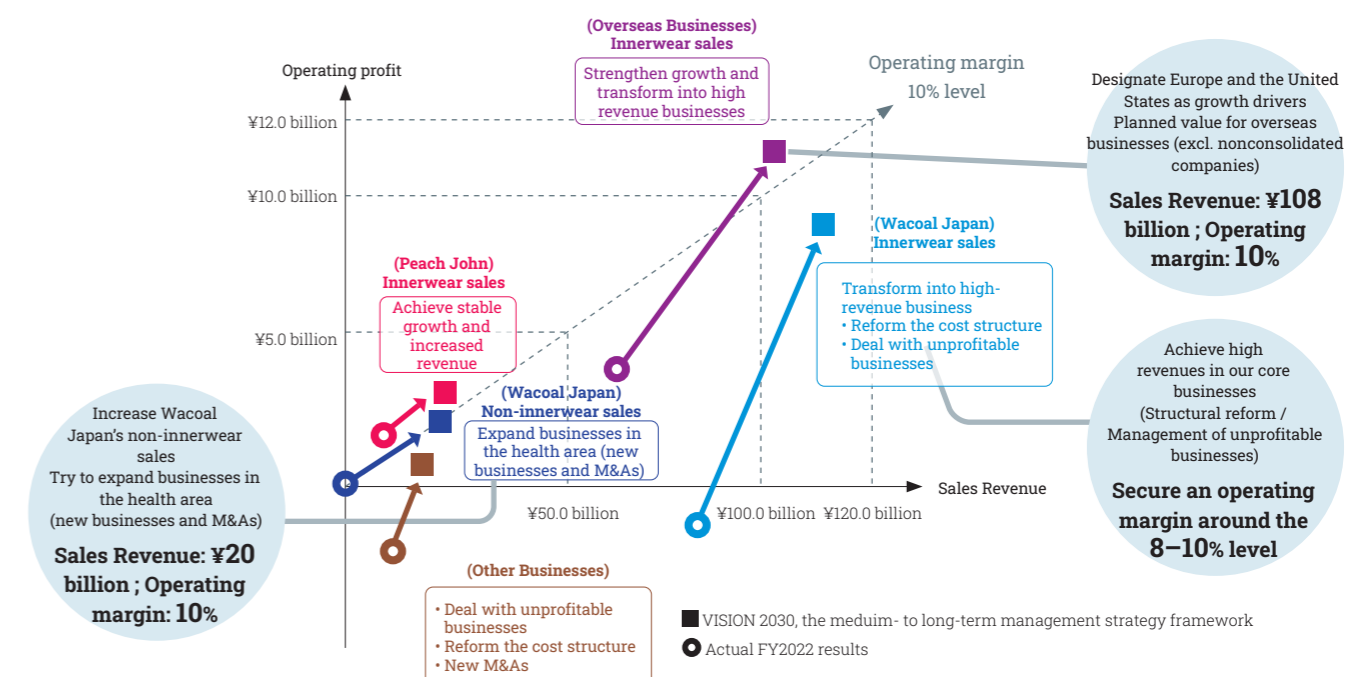 (Overseas Businesses)
Innerwear sales
Strengthen growth and
transform into high
revenue businesses
Operating profit
Operating margin
10% level
¥12.0 billion
¥10.0 billion
¥5.0 billion
Designate Europe and the United
States as growth drivers
Planned value for overseas
businesses (excl. nonconsolidated
companies)
Sales Revenue: ¥108
billion ; Operating
margin: 10%
(Wacoal Japan)
Innerwear sales
Transform into high-
revenue business
• Reform the cost structure
• Deal with unprofitable
businesses
(Peach John)
Innerwear sales
Achieve stable
growth and
increased
revenue
Achieve high
revenues in our core
businesses
(Structural reform /
Management of unprofitable
businesses)
Secure an operating
margin around the
8–10% level
(Wacoal Japan)
Non-innerwear sales
Expand businesses in
the health area (new
businesses and M&As)
Increase Wacoal
Japan's non-innerwear
sales
Try to expand businesses in
the health area
(new businesses and M&As)
Sales Revenue: ¥20
billion ; Operating
margin: 10%
Sales Revenue
¥50.0 billion
¥100.0 billion
¥120.0 billion
(Other Businesses)
• Deal with unprofitable
businesses
• Reform the cost structure
• New M&As
VISION 2030, the meduim- to long-term management strategy framework
Actual FY2022 results